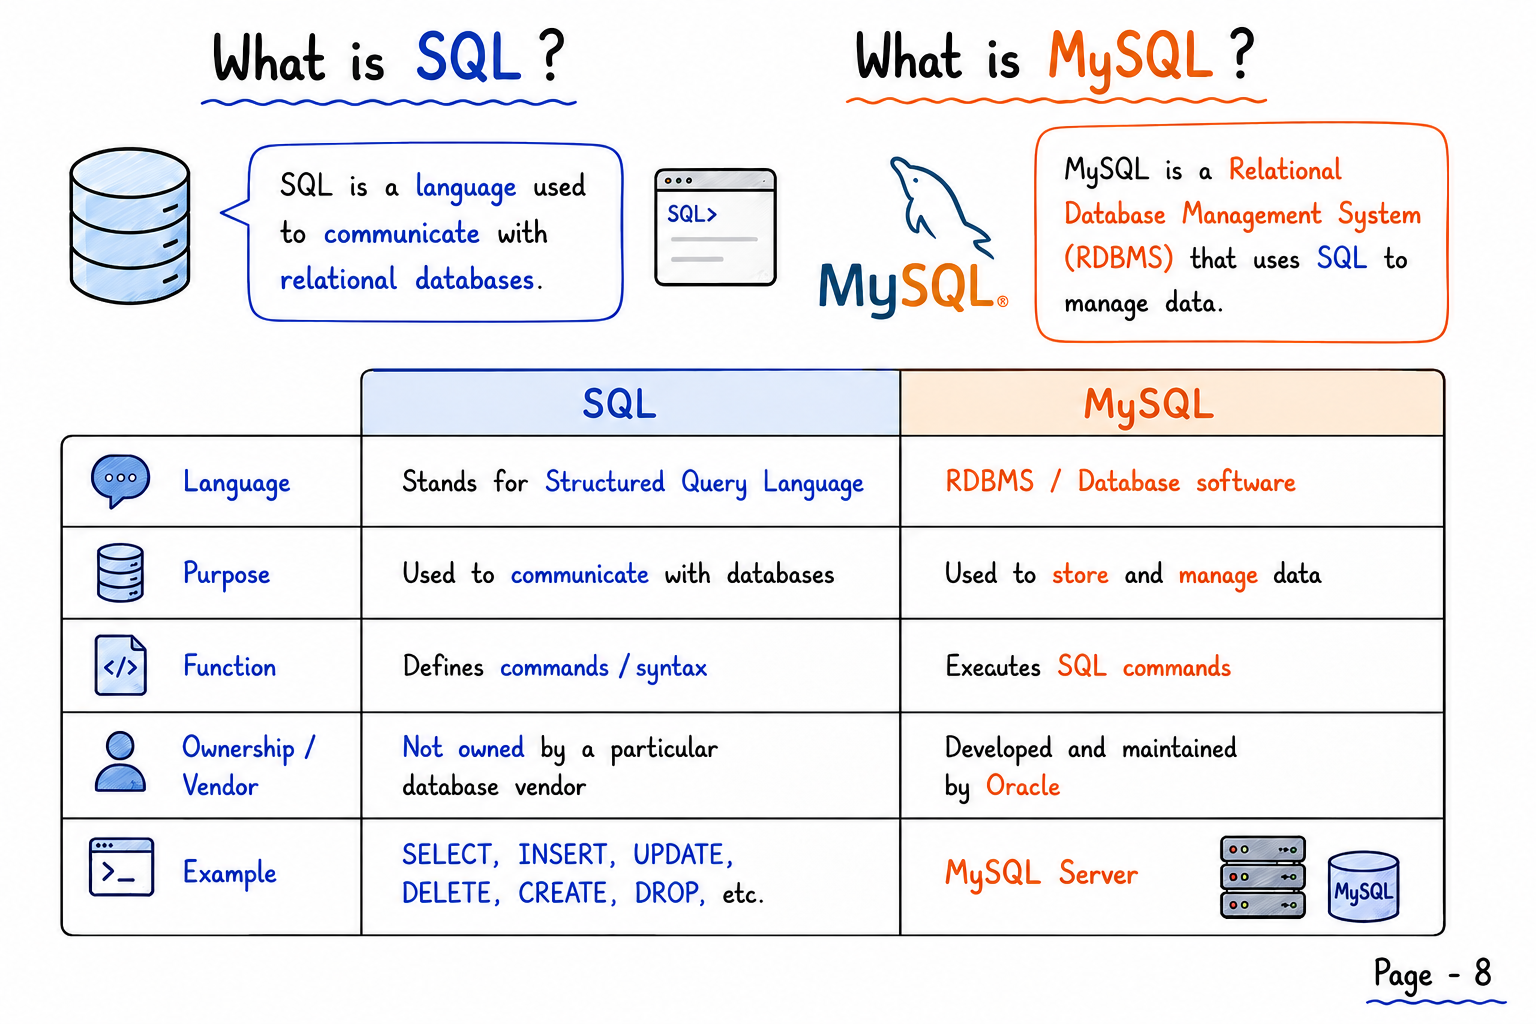 What is SQL ?
What is MySQL ?
SQL is a language used
to communicate with
relational databases.
SQL>
MySQL®
MySQL is a Relational
Database Management System
(RDBMS) that uses SQL to
manage data.
SQL
MySQL
Language
Stands for Structured Query Language
RDBMS / Database software
Purpose
Used to communicate with databases
Used to store and manage data
Function
Defines commands / syntax
Exeautes SQL commands
Ownership /
Vendor
Not owned by a particular
database vendor
Developed and maintained
by Oracle
Example
SELECT, INSERT, UPDATE,
DELETE, CREATE, DROP, etc.
MySQL Server
MySQL
Page - 8